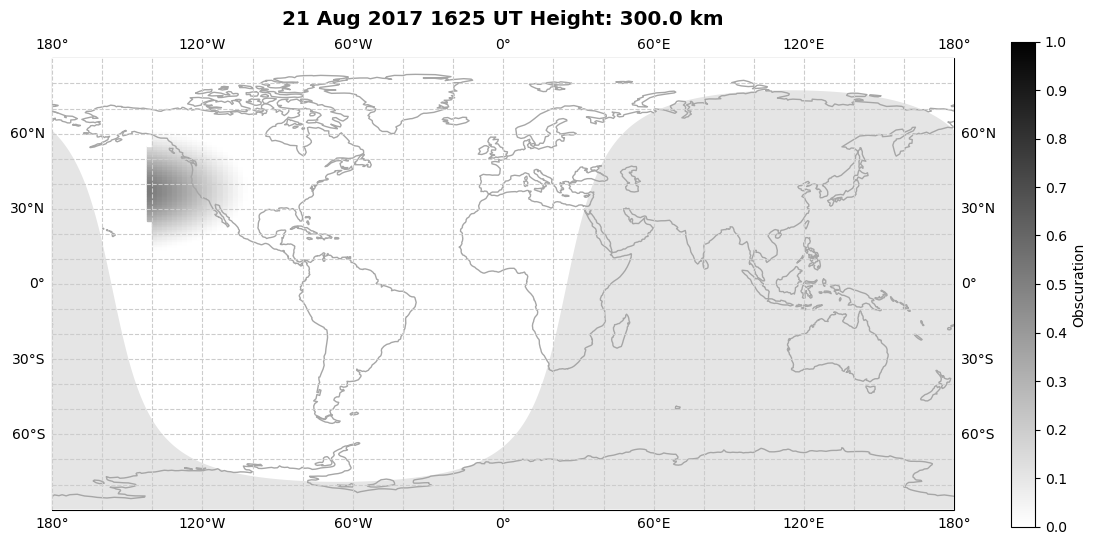 21 Aug 2017 1625 UT Height: 300.0 km
180° 120°W 60°W 0° 60°E 120°E 180°
1.0
0.9
0.8
0.7
0.6
0.5
0.4
0.3
0.2
0.1
0.0
Obscuration
60°N 60°N
30°N 30°N
0° 0°
30°S 30°S
60°S 60°S
180° 120°W 60°W 0° 60°E 120°E 180°